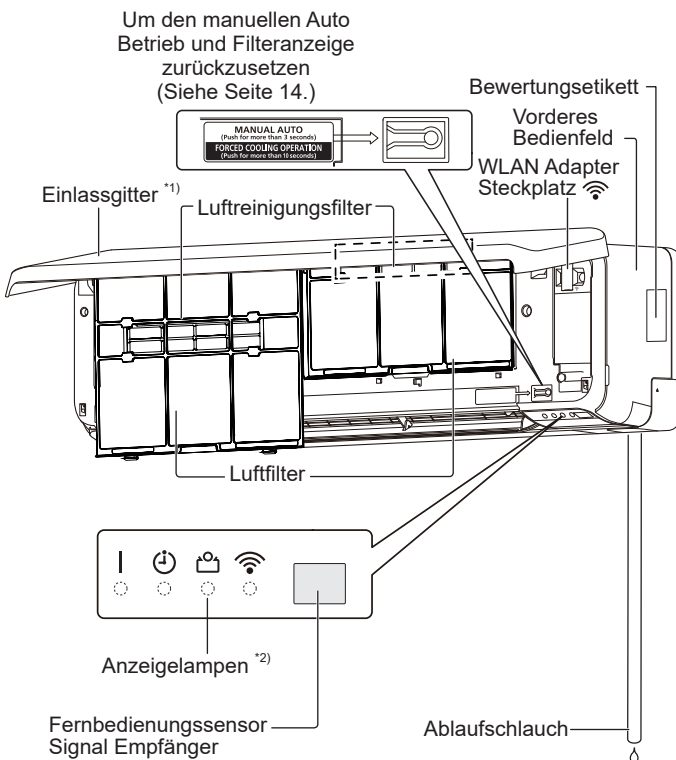 Um den manuellen Auto
Betrieb und Filteranzeige
zurückzusetzen
(Siehe Seite 14.)
MANUAL AUTO
(Push for more than 3 seconds)
FORCED COOLING OPERATION
(Push for more than 10 seconds)
Bewertungsetikett
Vorderes
Bedienfeld
WLAN Adapter
Steckplatz
Einlassgitter *1)
Luftreinigungsfilter
Luftfilter
Anzeigelampen *2)
Fernbedienungssensor
Signal Empfänger
Ablaufschlauch